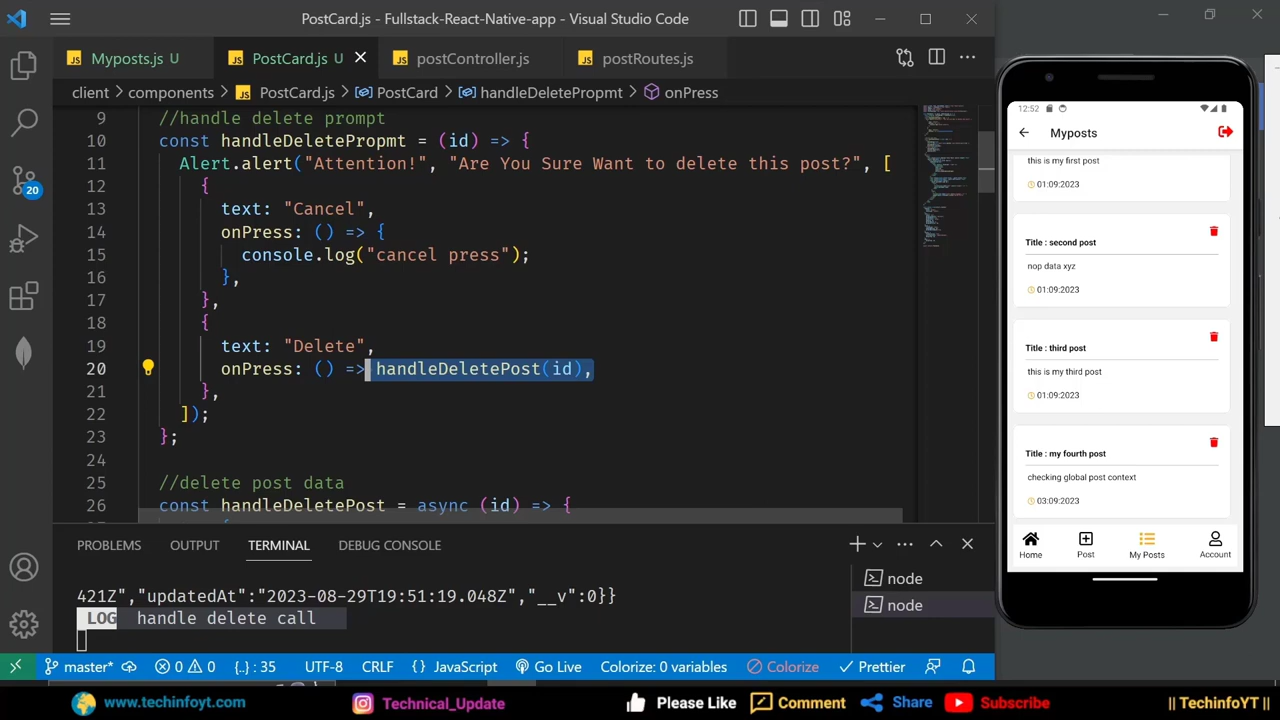 PostCard.js - Fullstack-React-Native-app - Visual Studio Code
Myposts.js U
PostCard.js U
postController.js
postRoutes.js
client > components > PostCard.js > PostCard > handleDeletePropmt > onPress
9 //handle delete prompt
10 const handleDeletePropmt = (id) => {
11 Alert.alert("Attention!", "Are You Sure Want to delete this post?", [
12 {
13 text: "Cancel",
14 onPress: () => {
15 console.log("cancel press");
16 },
17 },
18 {
19 text: "Delete",
20 onPress: () => handleDeletePost(id),
21 },
22 ]);
23 };
24
25 //delete post data
26 const handleDeletePost = async (id) => {
20
PROBLEMS OUTPUT TERMINAL DEBUG CONSOLE
421Z","updatedAt":"2023-08-29T19:51:19.048Z","__v":0}}
LOG handle delete call
node
node
master* 0 0 {..} : 35 UTF-8 CRLF {} JavaScript Go Live Colorize: 0 variables Colorize Prettier
12:52
Myposts
this is my first post
01:09:2023
Title : second post
nop data xyz
01:09:2023
Title : third post
this is my third post
01:09:2023
Title : my fourth post
checking global post context
03:09:2023
Home Post My Posts Account
www.techinfoyt.com Technical_Update Please Like Comment Share Subscribe || TechinfoYT ||